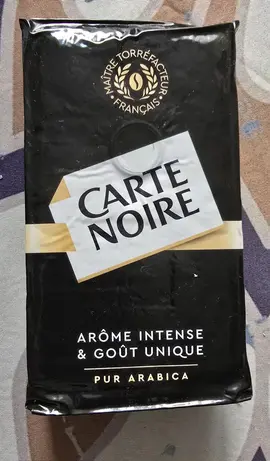 MAÎTRE TORRÉFACTEUR
FRANÇAIS
CARTE
NOIRE
ARÔME INTENSE
& GOÛT UNIQUE
PUR ARABICA